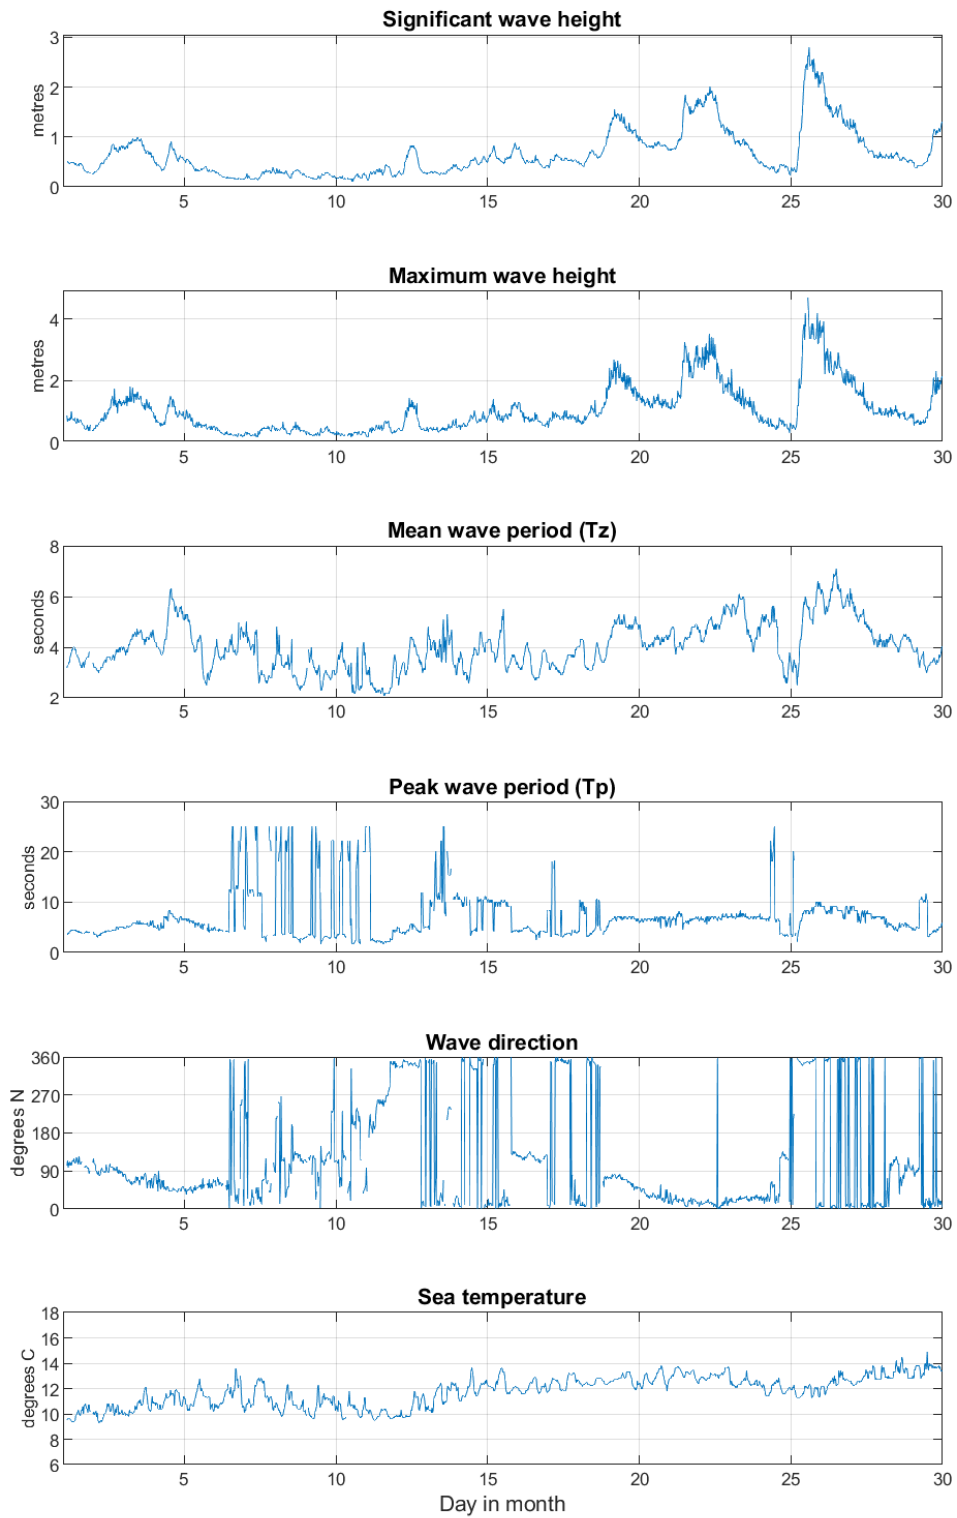 Significant wave height
3
2
1
0
metres
5 10 15 20 25 30
Maximum wave height
4
2
0
metres
5 10 15 20 25 30
Mean wave period (Tz)
8
6
4
2
seconds
5 10 15 20 25 30
Peak wave period (Tp)
30
20
10
0
seconds
5 10 15 20 25 30
Wave direction
360
270
180
90
0
degrees N
5 10 15 20 25 30
Sea temperature
18
16
14
12
10
8
6
degrees C
5 10 15 20 25 30
Day in month